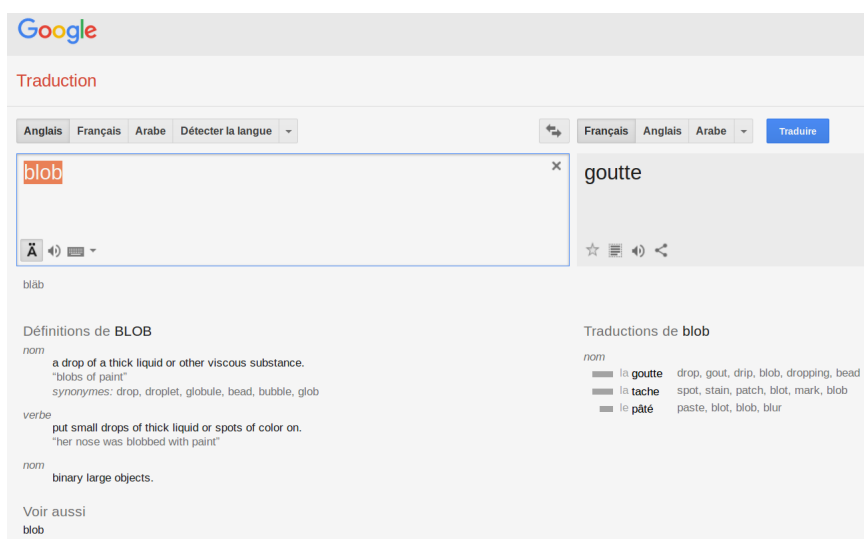 Google
Traduction
Anglais Français Arabe Détecter la langue Français Anglais Arabe Traduire
blob goutte
Ä
bläb
Définitions de BLOB
nom
a drop of a thick liquid or other viscous substance.
"blobs of paint"
synonymes: drop, droplet, globule, bead, bubble, glob
verbe
put small drops of thick liquid or spots of color on.
"her nose was blobbed with paint"
nom
binary large objects.
Voir aussi
blob
Traductions de blob
nom
la goutte drop, gout, drip, blob, dropping, bead
la tache spot, stain, patch, blot, mark, blob
le pâté paste, blot, blob, blur